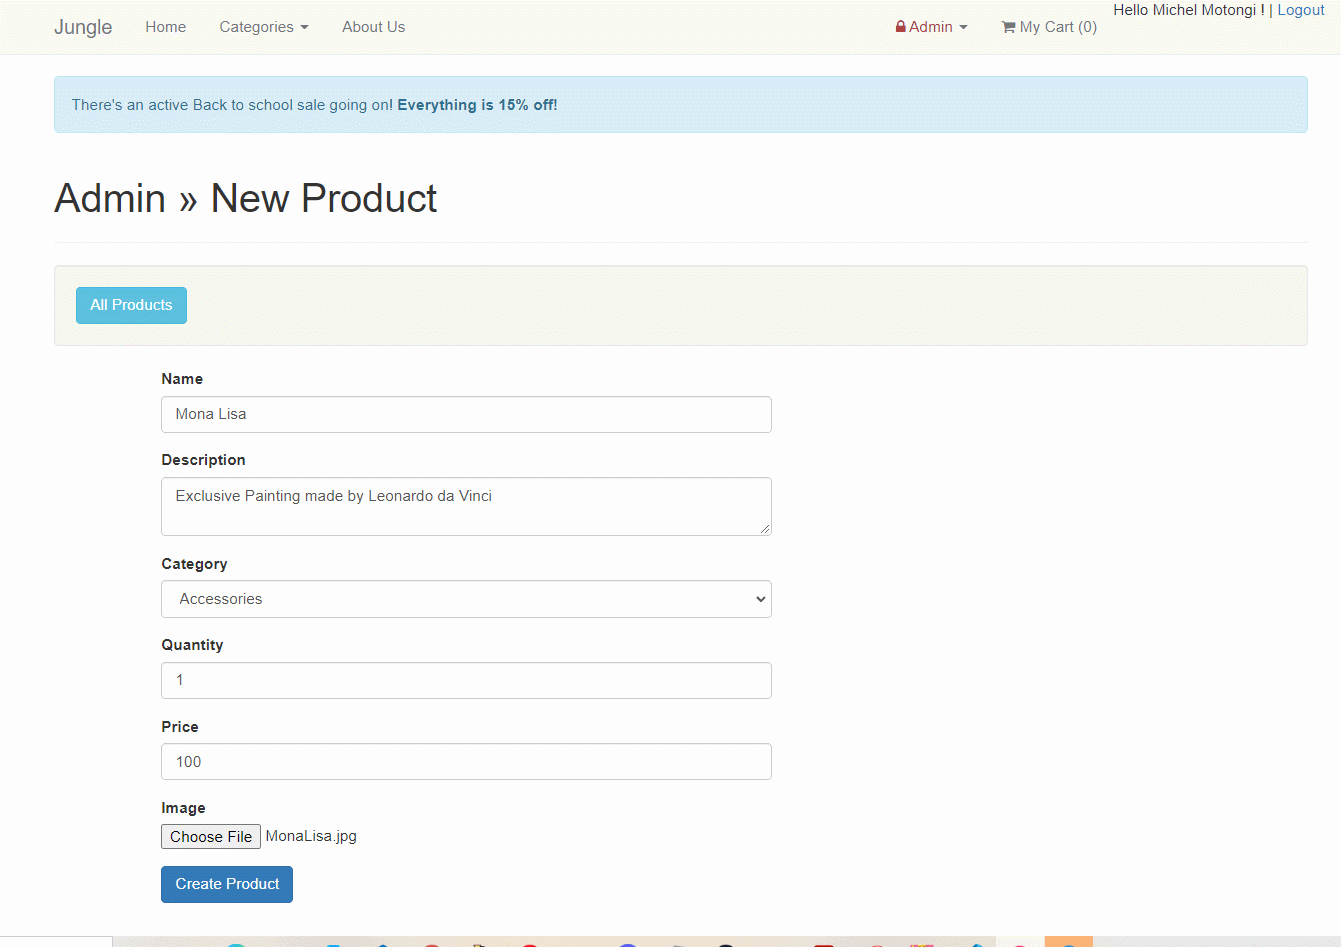 Jungle Home Categories About Us Admin My Cart (0) Hello Michel Motongi ! | Logout
There's an active Back to school sale going on! Everything is 15% off!
Admin » New Product
All Products
Name
Mona Lisa
Description
Exclusive Painting made by Leonardo da Vinci
Category
Accessories
Quantity
1
Price
100
Image
Choose File MonaLisa.jpg
Create Product